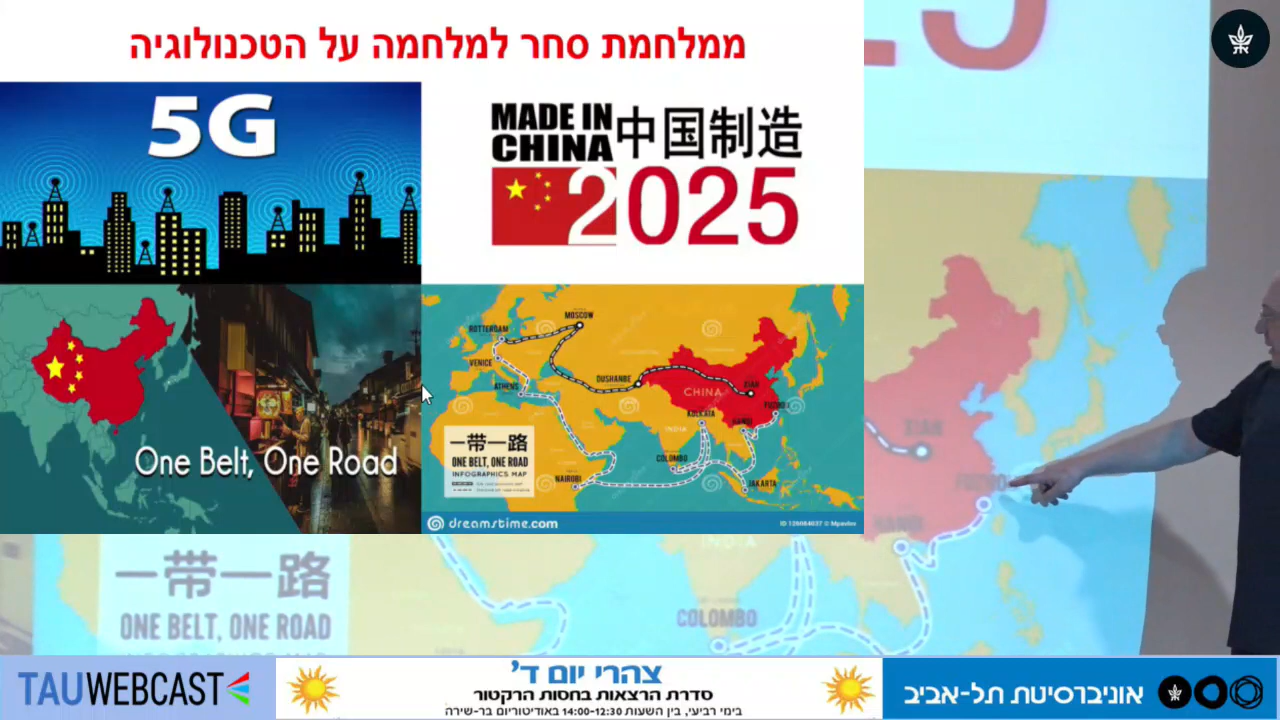 ממלחמת סחר למלחמה על הטכנולוגיה
5G
MADE IN CHINA 中国制造
2025
One Belt, One Road
MOSCOW
ROTTERDAM
VENICE
DUSHANBE
ATHENS
XIAN
CHINA
KOLKATA
HANOI
INDIA
COLOMBO
NAIROBI
JAKARTA
一带一路
ONE BELT, ONE ROAD
INFOGRAPHICS MAP
dreamstime.com
XIAN
HANOI
INDIA
COLOMBO
一带一路
ONE BELT, ONE ROAD
TAUWEBCAST
צהרי יום ד'
סדרת הרצאות בחסות הרקטור
בימי רביעי, בין השעות 14:00-12:30 באודיטוריום בר-שירה
אוניברסיטת תל-אביב